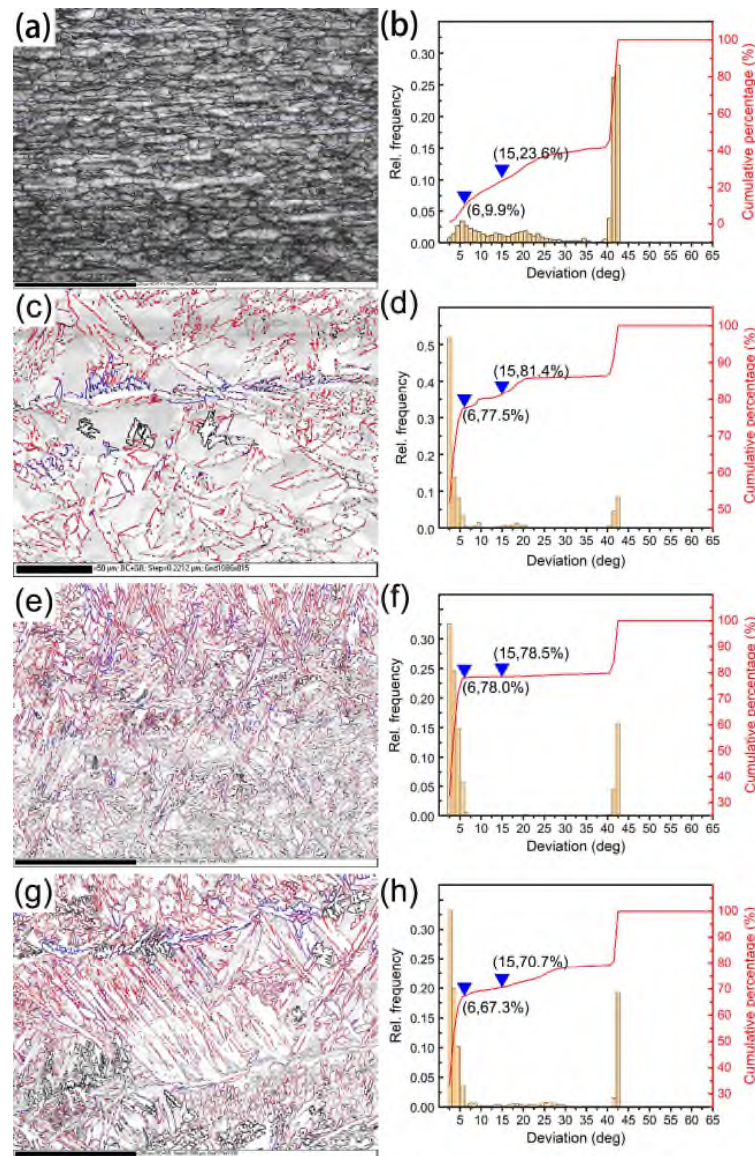 (a)
(b)
0.30
0.25
0.20
0.15
0.10
0.05
0.00
Rel. frequency
(15,23.6%)
(6,9.9%)
100
80
60
40
20
0
Cumulative percentage (%)
5 10 15 20 25 30 35 40 45 50 55 60 65
Deviation (deg)
(c)
=50 µm; BC+GB; Step=0.2212 µm; Grid1086x815
(d)
0.5
0.4
0.3
0.2
0.1
0.0
Rel. frequency
(15,81.4%)
(6,77.5%)
100
90
80
70
60
50
Cumulative percentage (%)
5 10 15 20 25 30 35 40 45 50 55 60 65
Deviation (deg)
(e)
(f)
0.30
0.25
0.20
0.15
0.10
0.05
0.00
Rel. frequency
(15,78.5%)
(6,78.0%)
100
90
80
70
60
50
40
30
Cumulative percentage (%)
5 10 15 20 25 30 35 40 45 50 55 60 65
Deviation (deg)
(g)
(h)
0.30
0.25
0.20
0.15
0.10
0.05
0.00
Rel. frequency
(15,70.7%)
(6,67.3%)
100
90
80
70
60
50
40
30
Cumulative percentage (%)
5 10 15 20 25 30 35 40 45 50 55 60 65
Deviation (deg)